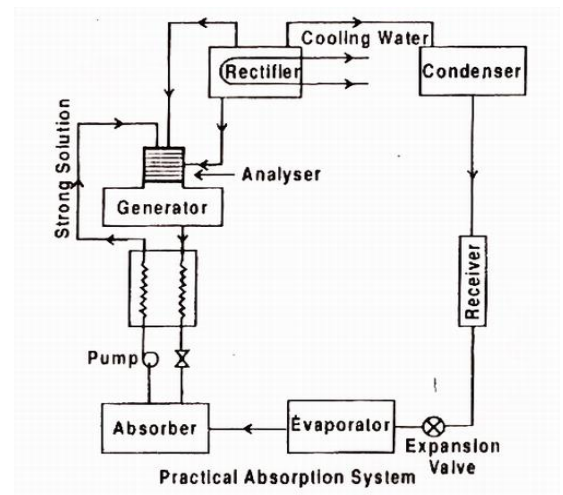 Cooling Water
Rectifier
Condenser
Strong Solution
Analyser
Generator
Receiver
Pump
Absorber
Evaporator
Expansion
Valve
Practical Absorption System